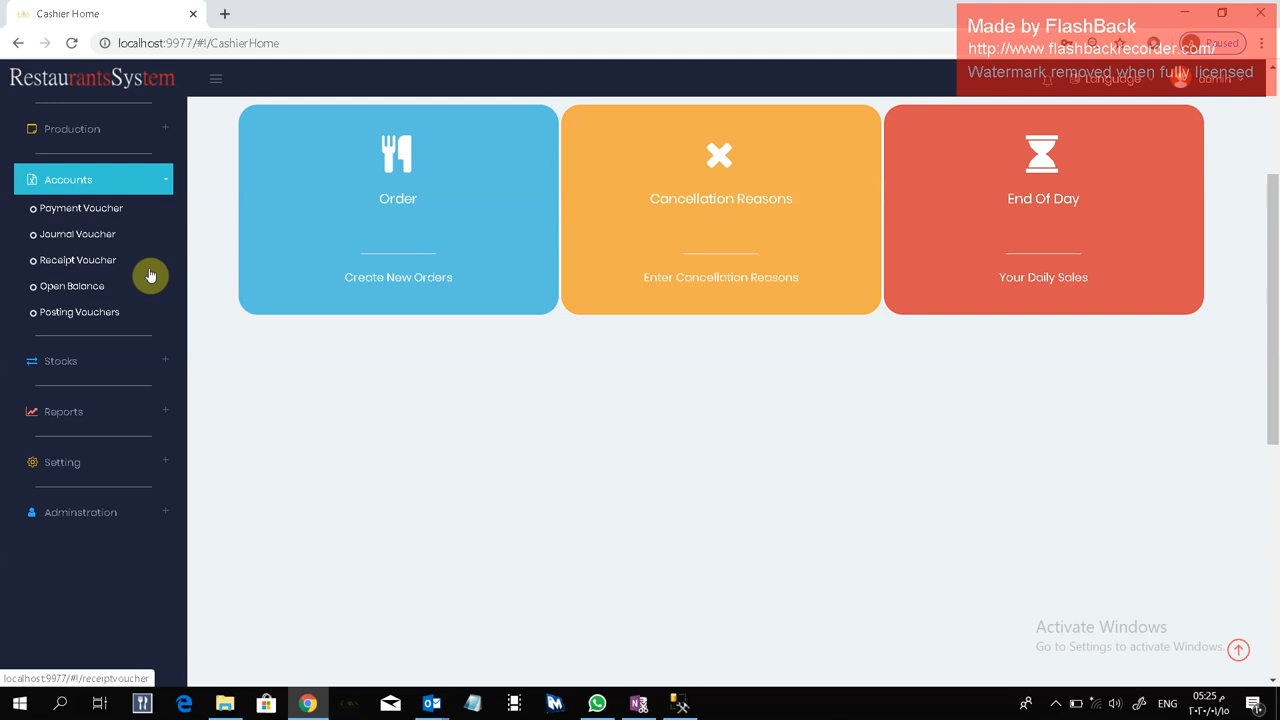 Cashier Home
localhost:9977/#!/CashierHome
Paused
Made by FlashBack
http://www.flashbackrecorder.com/
Watermark removed when fully licensed
RestaurantsSystem
Language
admin
Production
Accounts
Payment Voucher
Journal Voucher
Receipt Voucher
Open Balance
Posting Vouchers
Stocks
Reports
Setting
Adminstration
Order
Create New Orders
Cancellation Reasons
Enter Cancellation Reasons
End Of Day
Your Daily Sales
Activate Windows
Go to Settings to activate Windows.
localhost:9977/#!/receiptvoucher
ENG
05:25 م